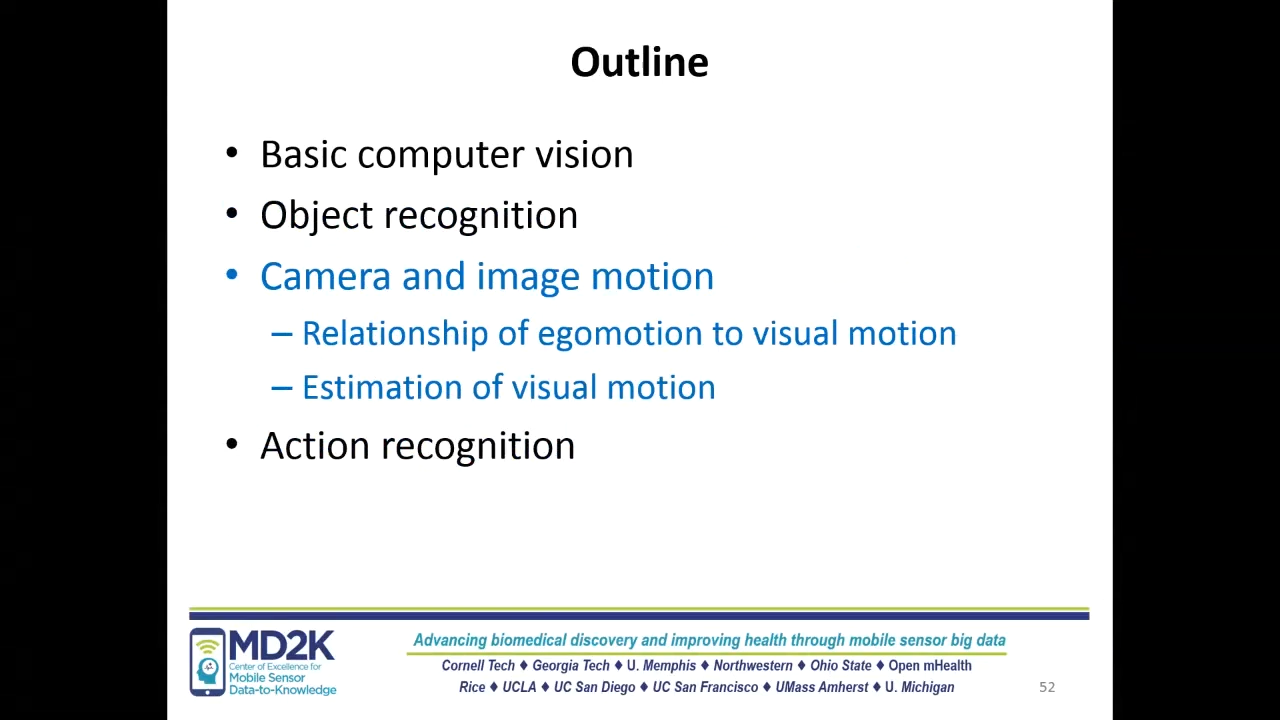 Outline
• Basic computer vision
• Object recognition
• Camera and image motion
– Relationship of egomotion to visual motion
– Estimation of visual motion
• Action recognition
MD2K
Center of Excellence for
Mobile Sensor
Data-to-Knowledge
Advancing biomedical discovery and improving health through mobile sensor big data
Cornell Tech ♦ Georgia Tech ♦ U. Memphis ♦ Northwestern ♦ Ohio State ♦ Open mHealth
Rice ♦ UCLA ♦ UC San Diego ♦ UC San Francisco ♦ UMass Amherst ♦ U. Michigan
52